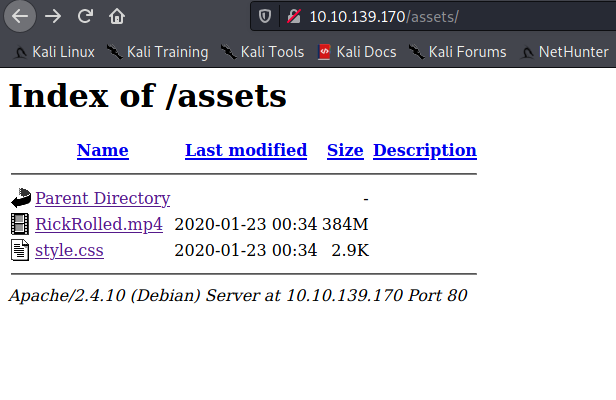 10.10.139.170/assets/
Kali Linux Kali Training Kali Tools Kali Docs Kali Forums NetHunter
Index of /assets
Name Last modified Size Description
Parent Directory -
RickRolled.mp4 2020-01-23 00:34 384M
style.css 2020-01-23 00:34 2.9K
Apache/2.4.10 (Debian) Server at 10.10.139.170 Port 80